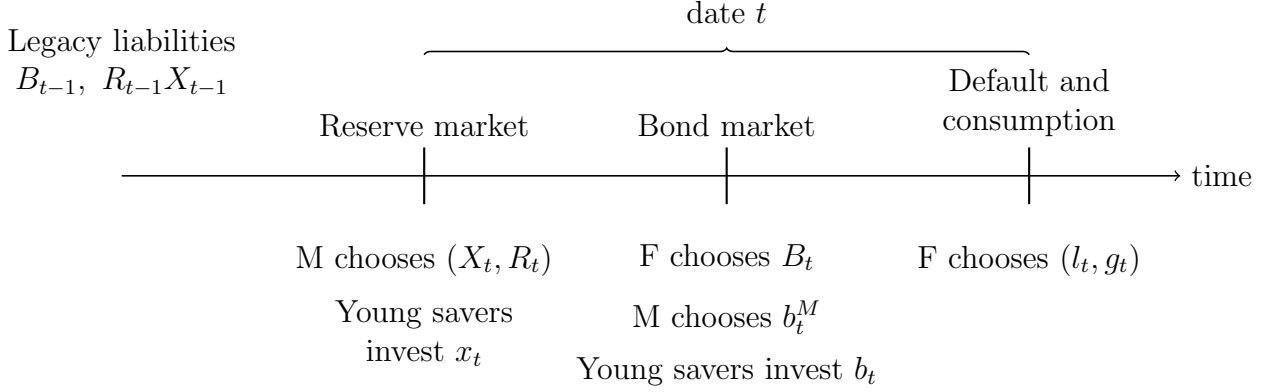 date t
Legacy liabilities
B_{t−1}, R_{t−1}X_{t−1}
Default and
consumption
Reserve market
Bond market
time
M chooses (X_t, R_t)
F chooses B_t
F chooses (l_t, g_t)
Young savers
invest x_t
M chooses b_t^M
Young savers invest b_t